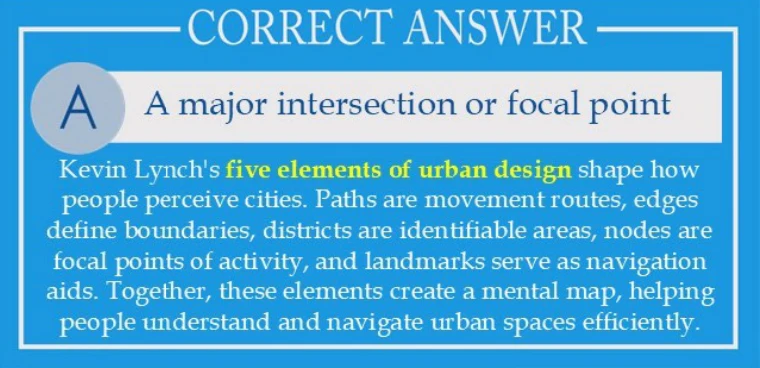 CORRECT ANSWER
A
A major intersection or focal point
Kevin Lynch's five elements of urban design shape how
people perceive cities. Paths are movement routes, edges
define boundaries, districts are identifiable areas, nodes are
focal points of activity, and landmarks serve as navigation
aids. Together, these elements create a mental map, helping
people understand and navigate urban spaces efficiently.